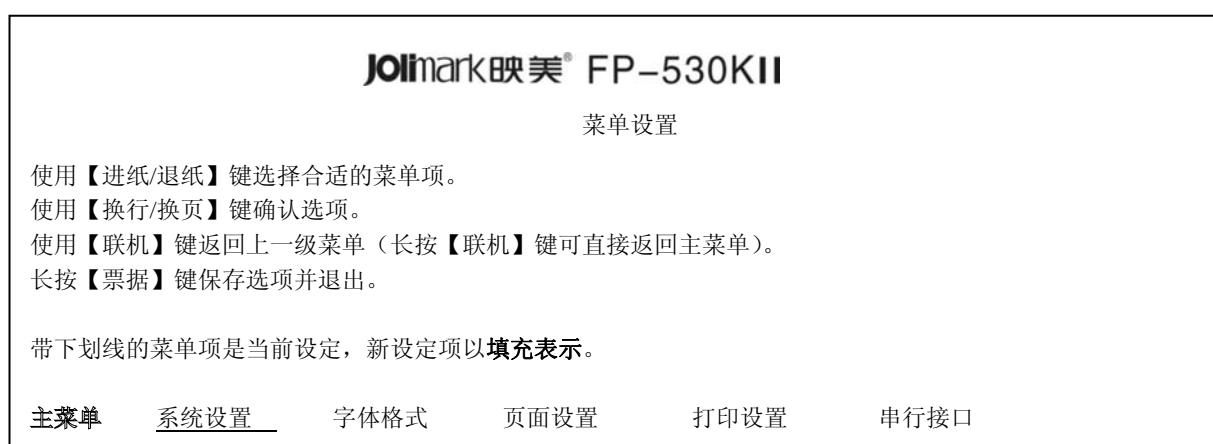 Jolimark映美® FP-530KII
菜单设置
使用【进纸/退纸】键选择合适的菜单项。
使用【换行/换页】键确认选项。
使用【联机】键返回上一级菜单（长按【联机】键可直接返回主菜单）。
长按【票据】键保存选项并退出。
带下划线的菜单项是当前设定，新设定项以填充表示。
主菜单 系统设置 字体格式 页面设置 打印设置 串行接口